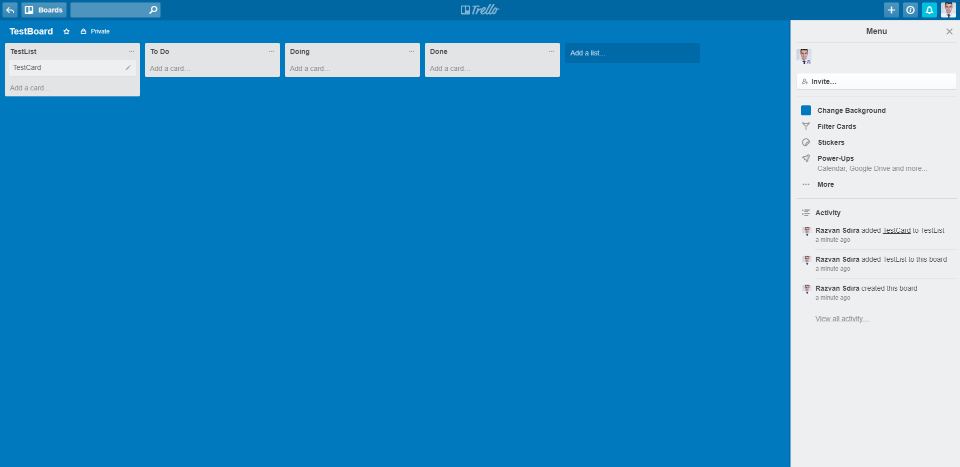 Boards
Trello
TestBoard
Private
TestList
TestCard
Add a card...
To Do
Add a card...
Doing
Add a card...
Done
Add a card...
Add a list...
Menu
Invite...
Change Background
Filter Cards
Stickers
Power-Ups
Calendar, Google Drive and more...
More
Activity
Razvan Sdira added TestCard to TestList
a minute ago
Razvan Sdira added TestList to this board
a minute ago
Razvan Sdira created this board
a minute ago
View all activity...